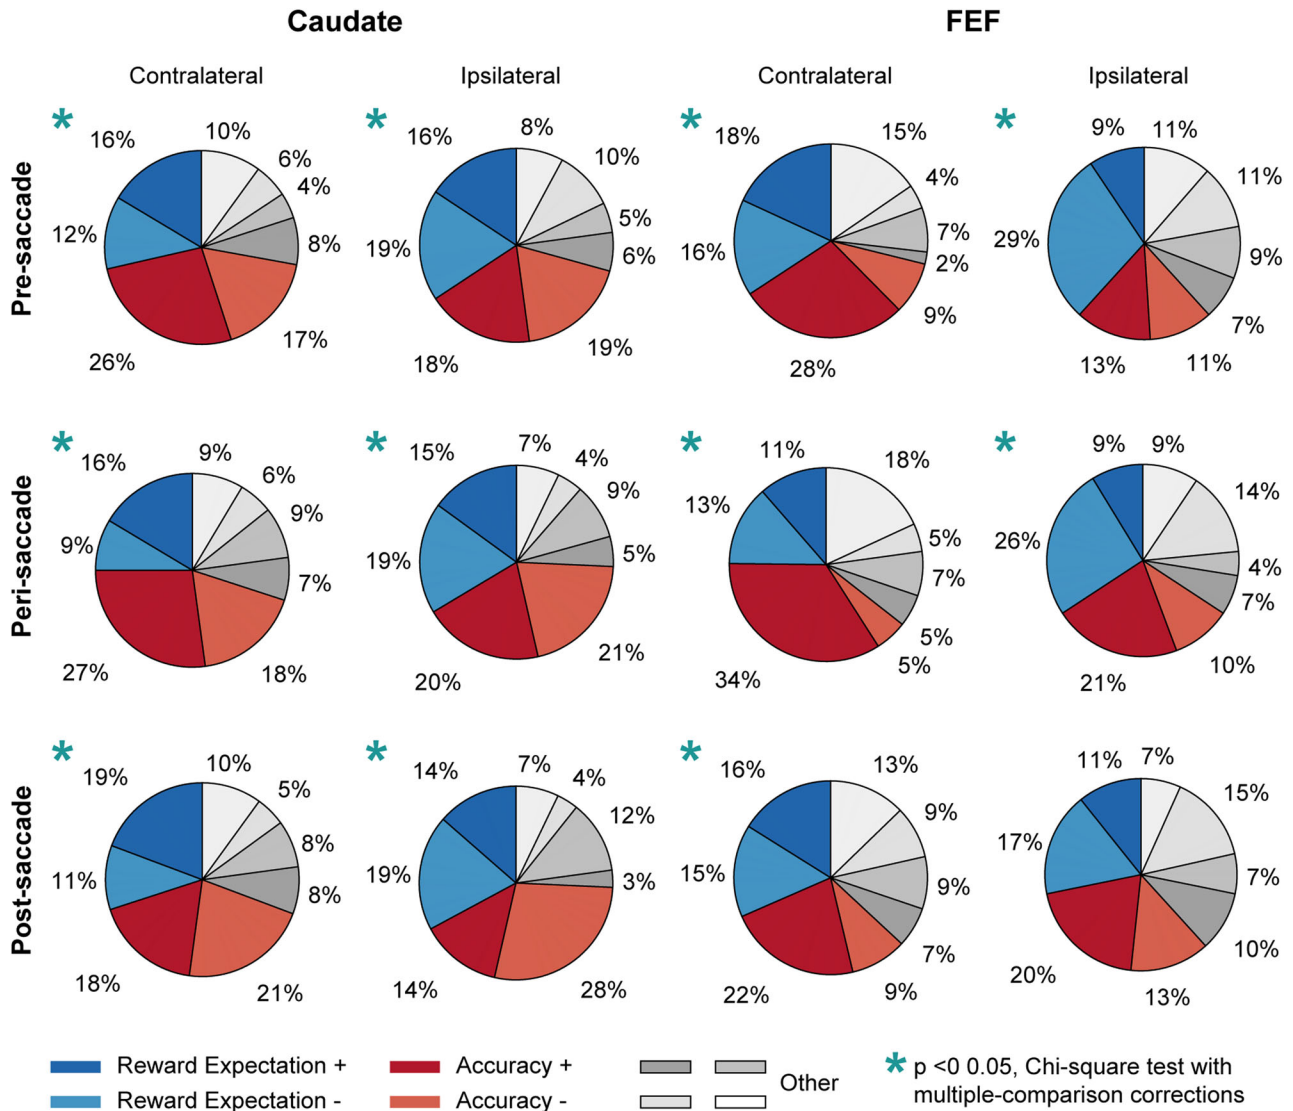 Caudate FEF
Contralateral Ipsilateral Contralateral Ipsilateral
Pre-saccade
* 16% 10% 6% 4% 8% 17% 26% 12%
* 16% 8% 10% 5% 6% 19% 18% 19%
* 18% 15% 4% 7% 2% 9% 28% 16%
* 9% 11% 11% 9% 7% 11% 13% 29%
Peri-saccade
* 16% 9% 6% 9% 7% 18% 27% 9%
* 15% 7% 4% 9% 5% 21% 20% 19%
* 11% 18% 5% 7% 5% 5% 34% 13%
* 9% 9% 14% 4% 7% 10% 21% 26%
Post-saccade
* 19% 10% 5% 8% 8% 21% 18% 11%
* 14% 7% 4% 12% 3% 28% 14% 19%
* 16% 13% 9% 9% 7% 9% 22% 15%
11% 7% 15% 7% 10% 13% 20% 17%
Reward Expectation +
Reward Expectation -
Accuracy +
Accuracy -
Other
* p <0 0.05, Chi-square test with
multiple-comparison corrections